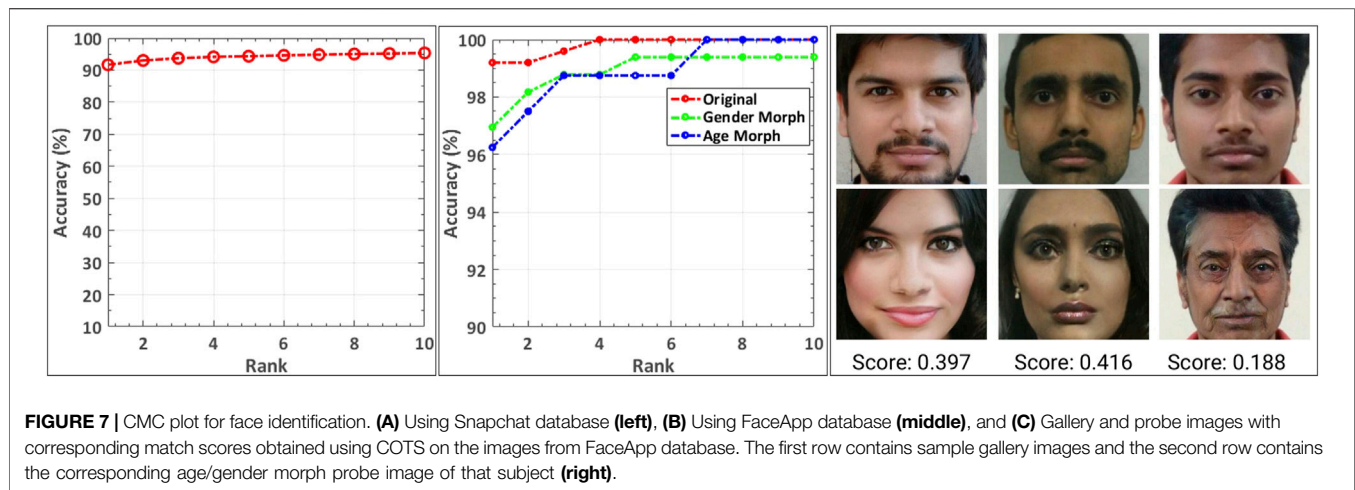 100
90
80
70
60
50
40
30
20
10
Accuracy (%)
2 4 6 8 10
Rank
100
98
96
94
92
90
Accuracy (%)
Original
Gender Morph
Age Morph
2 4 6 8 10
Rank
Score: 0.397 Score: 0.416 Score: 0.188
FIGURE 7 | CMC plot for face identification. (A) Using Snapchat database (left), (B) Using FaceApp database (middle), and (C) Gallery and probe images with
corresponding match scores obtained using COTS on the images from FaceApp database. The first row contains sample gallery images and the second row contains
the corresponding age/gender morph probe image of that subject (right).